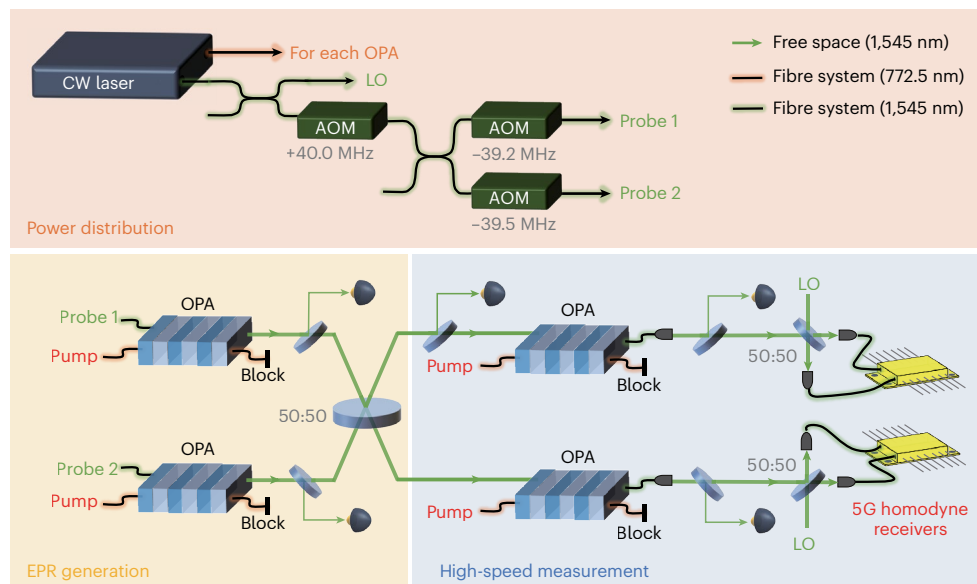 For each OPA
CW laser
LO
AOM
+40.0 MHz
AOM
Probe 1
–39.2 MHz
AOM
Probe 2
–39.5 MHz
Free space (1,545 nm)
Fibre system (772.5 nm)
Fibre system (1,545 nm)
Power distribution
OPA
Probe 1
Pump
Block
50:50
OPA
Probe 2
Pump
Block
EPR generation
OPA
Pump
Block
LO
50:50
OPA
Pump
Block
50:50
LO
5G homodyne
receivers
High-speed measurement